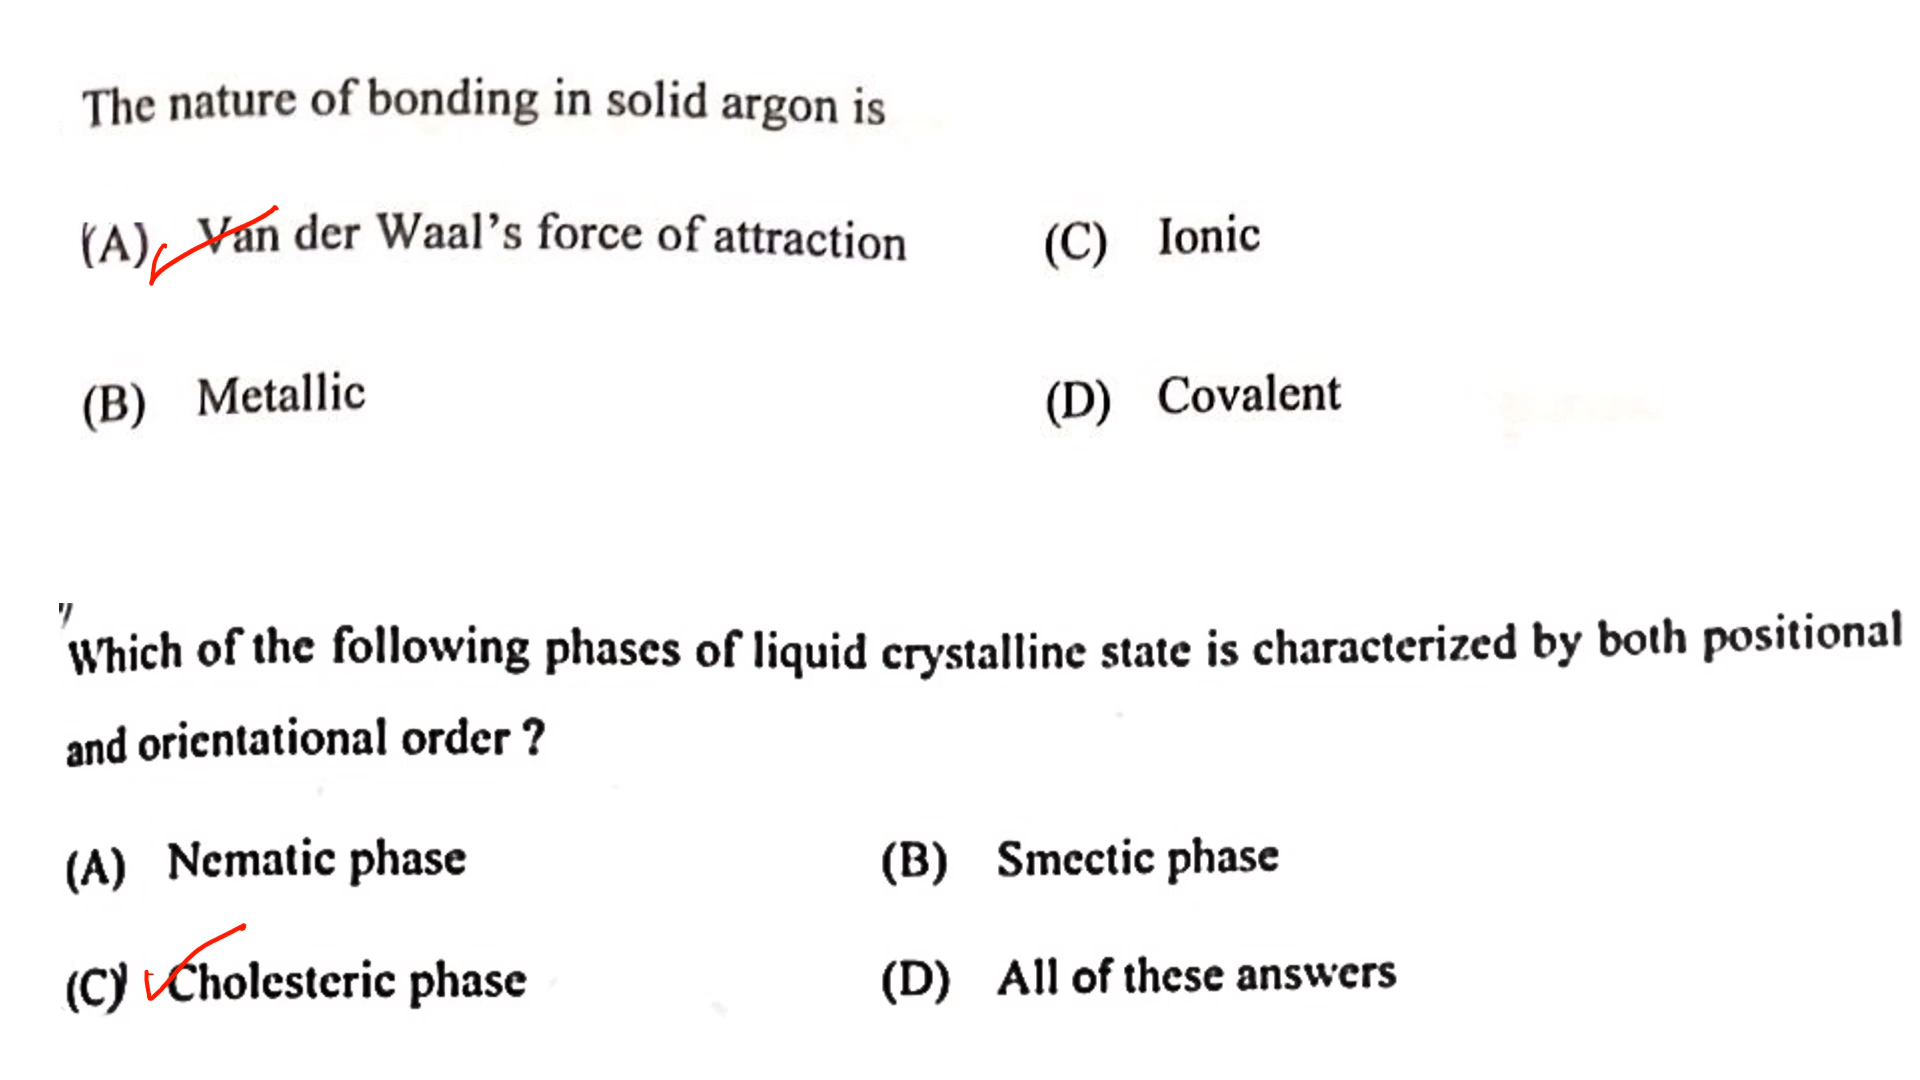 The nature of bonding in solid argon is
(A) Van der Waal's force of attraction (C) Ionic
(B) Metallic (D) Covalent
Which of the following phases of liquid crystalline state is characterized by both positional
and orientational order ?
(A) Nematic phase (B) Smectic phase
(C) Cholesteric phase (D) All of these answers